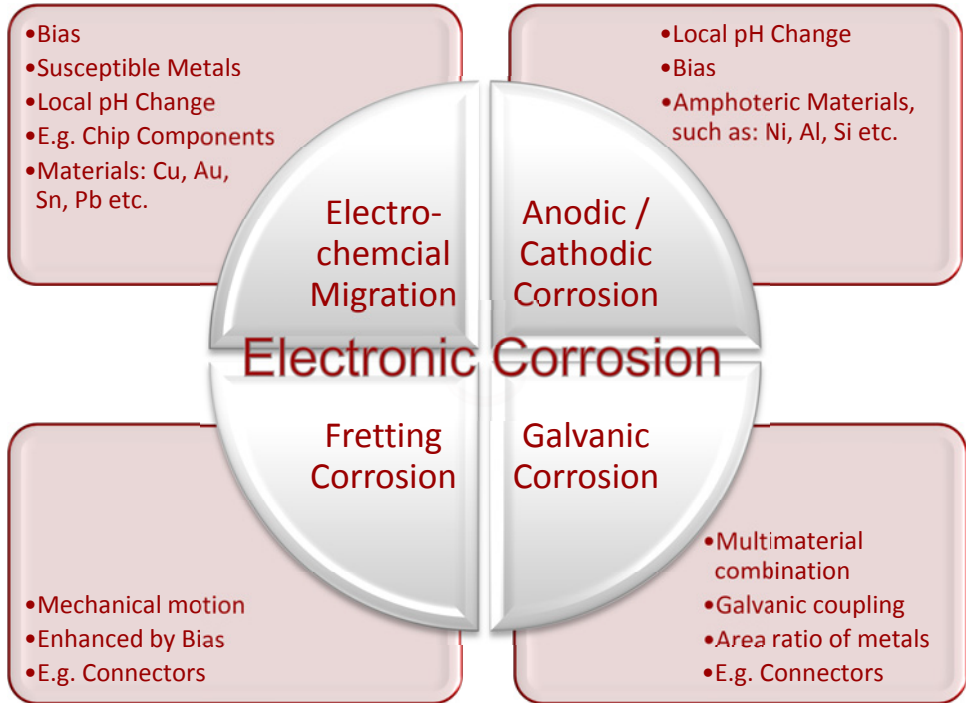 •Bias
•Susceptible Metals
•Local pH Change
•E.g. Chip Components
•Materials: Cu, Au,
Sn, Pb etc.
•Local pH Change
•Bias
•Amphoteric Materials,
such as: Ni, Al, Si etc.
Electro-
chemcial
Migration
Anodic /
Cathodic
Corrosion
Electronic Corrosion
Fretting
Corrosion
Galvanic
Corrosion
•Mechanical motion
•Enhanced by Bias
•E.g. Connectors
•Multimaterial
combination
•Galvanic coupling
•Area ratio of metals
•E.g. Connectors